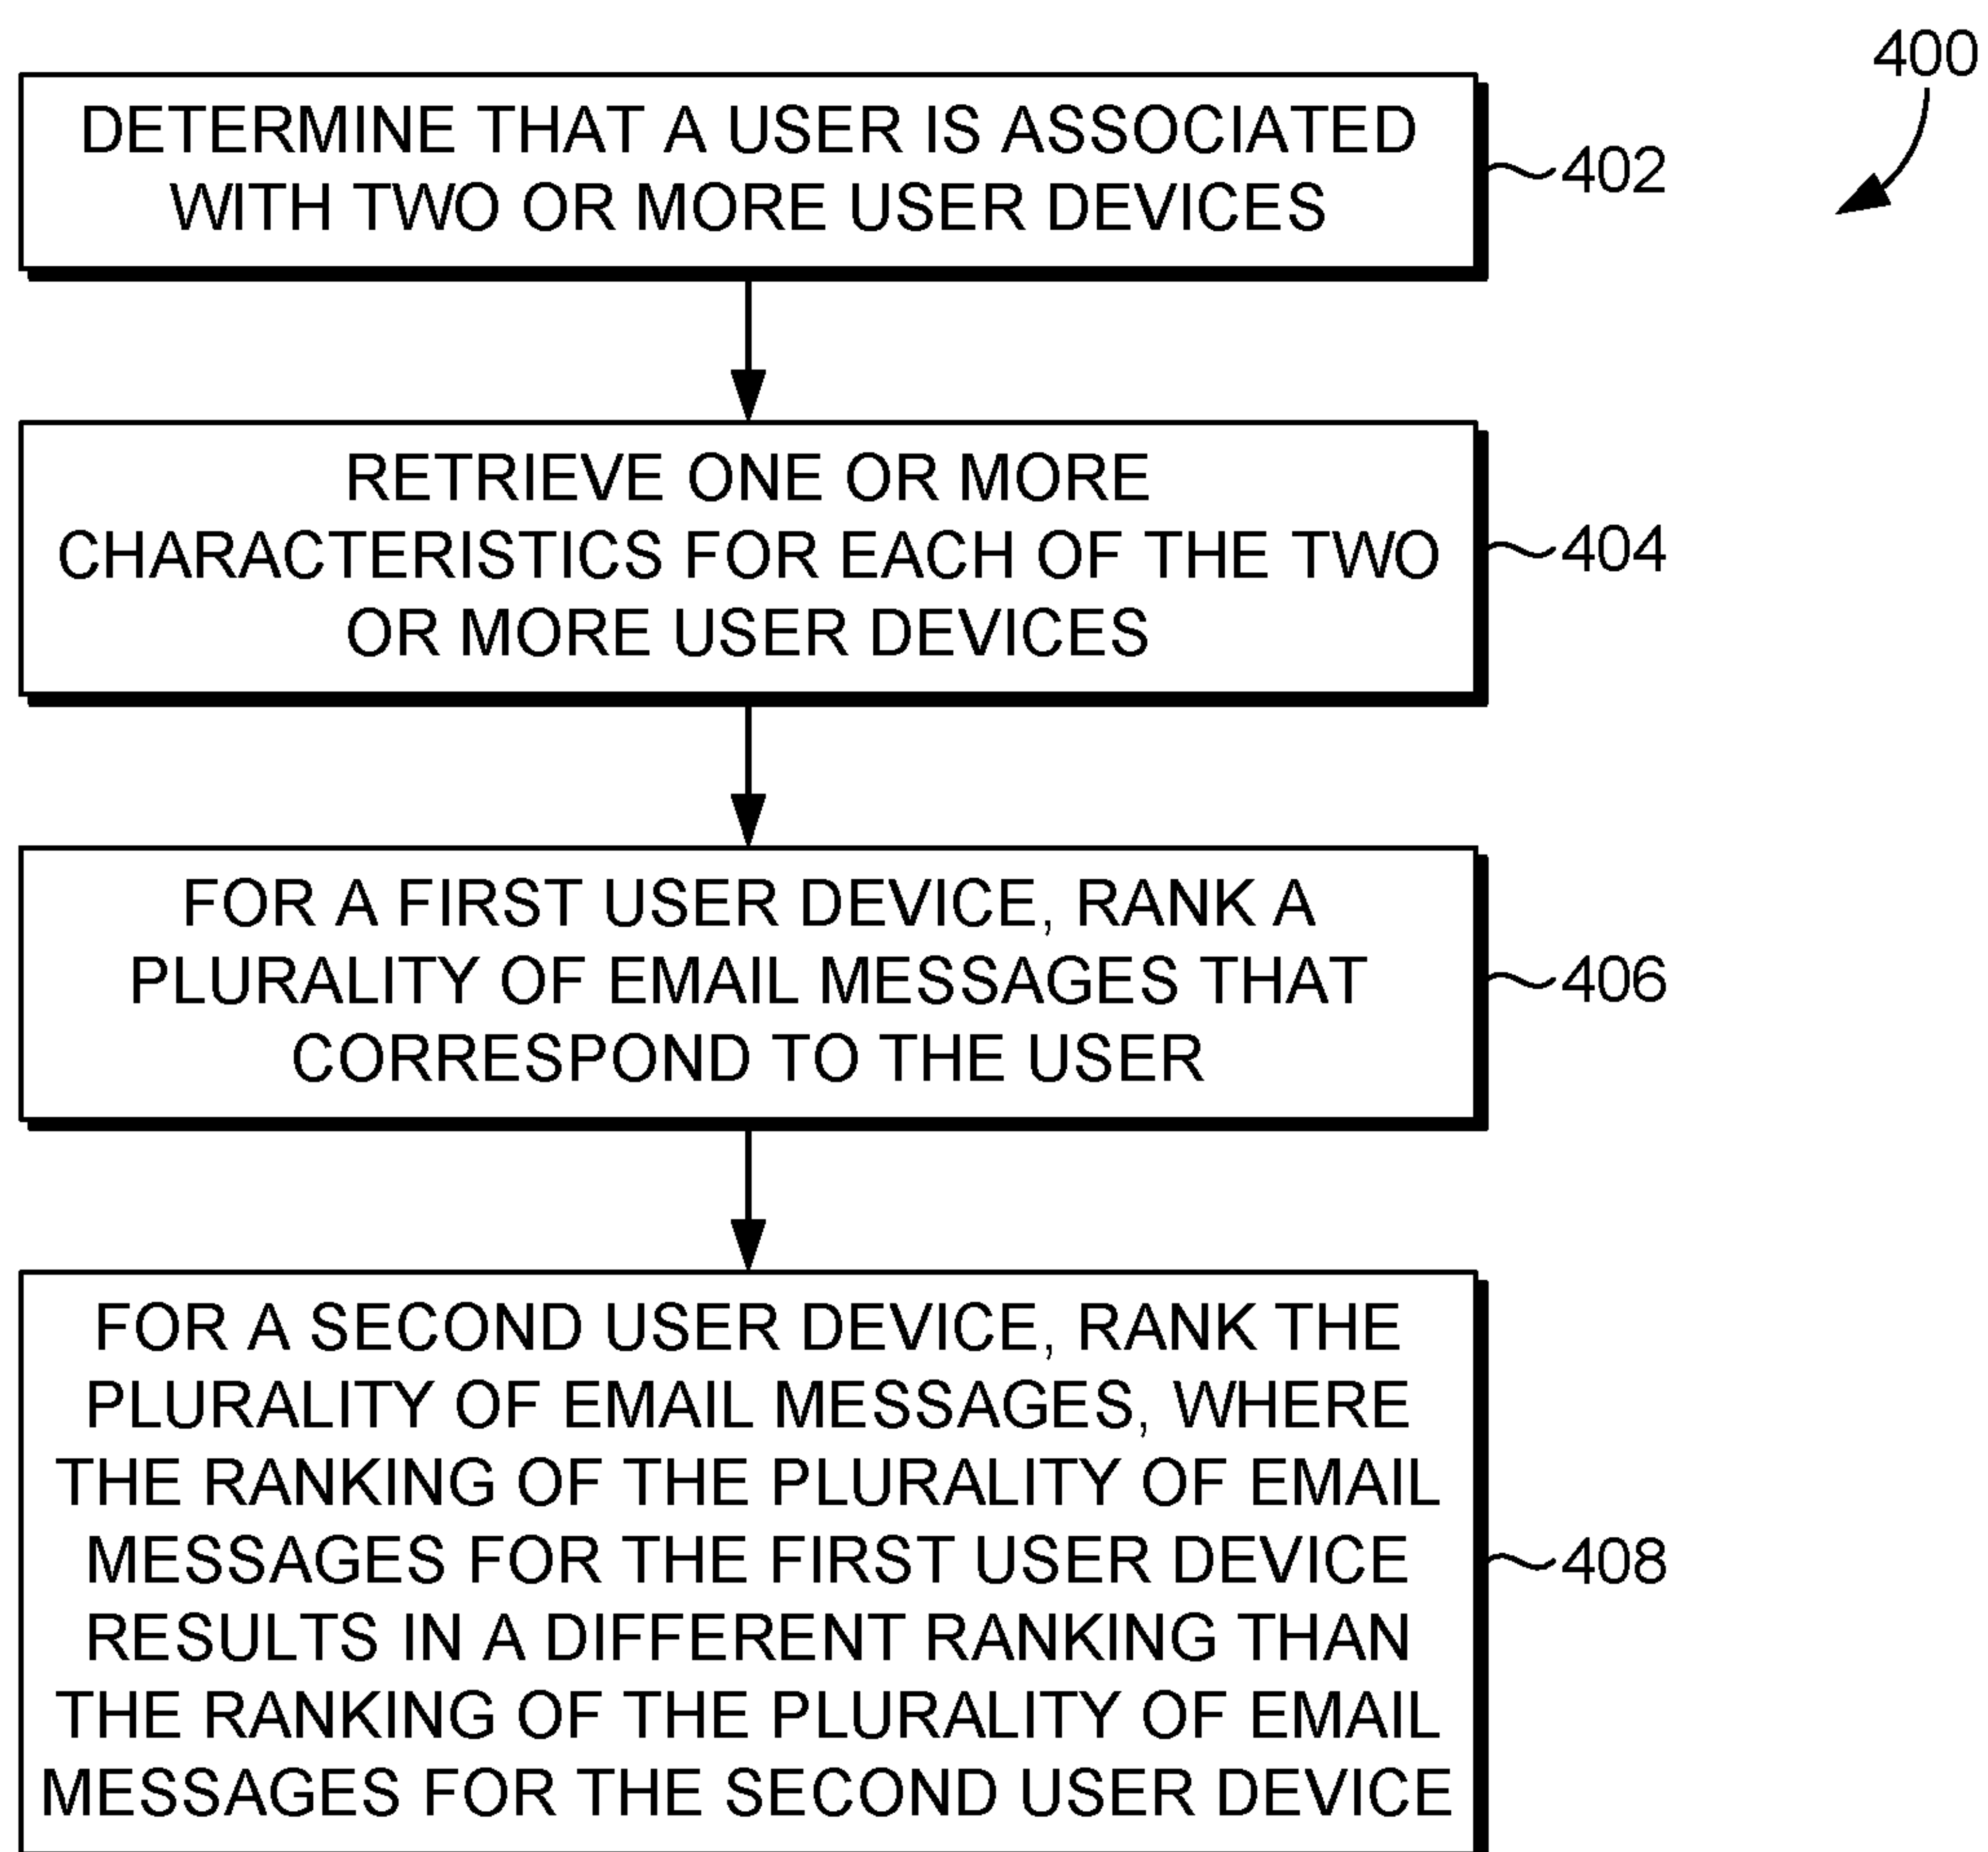 400
DETERMINE THAT A USER IS ASSOCIATED
WITH TWO OR MORE USER DEVICES
402
RETRIEVE ONE OR MORE
CHARACTERISTICS FOR EACH OF THE TWO
OR MORE USER DEVICES
404
FOR A FIRST USER DEVICE, RANK A
PLURALITY OF EMAIL MESSAGES THAT
CORRESPOND TO THE USER
406
FOR A SECOND USER DEVICE, RANK THE
PLURALITY OF EMAIL MESSAGES, WHERE
THE RANKING OF THE PLURALITY OF EMAIL
MESSAGES FOR THE FIRST USER DEVICE
RESULTS IN A DIFFERENT RANKING THAN
THE RANKING OF THE PLURALITY OF EMAIL
MESSAGES FOR THE SECOND USER DEVICE
408